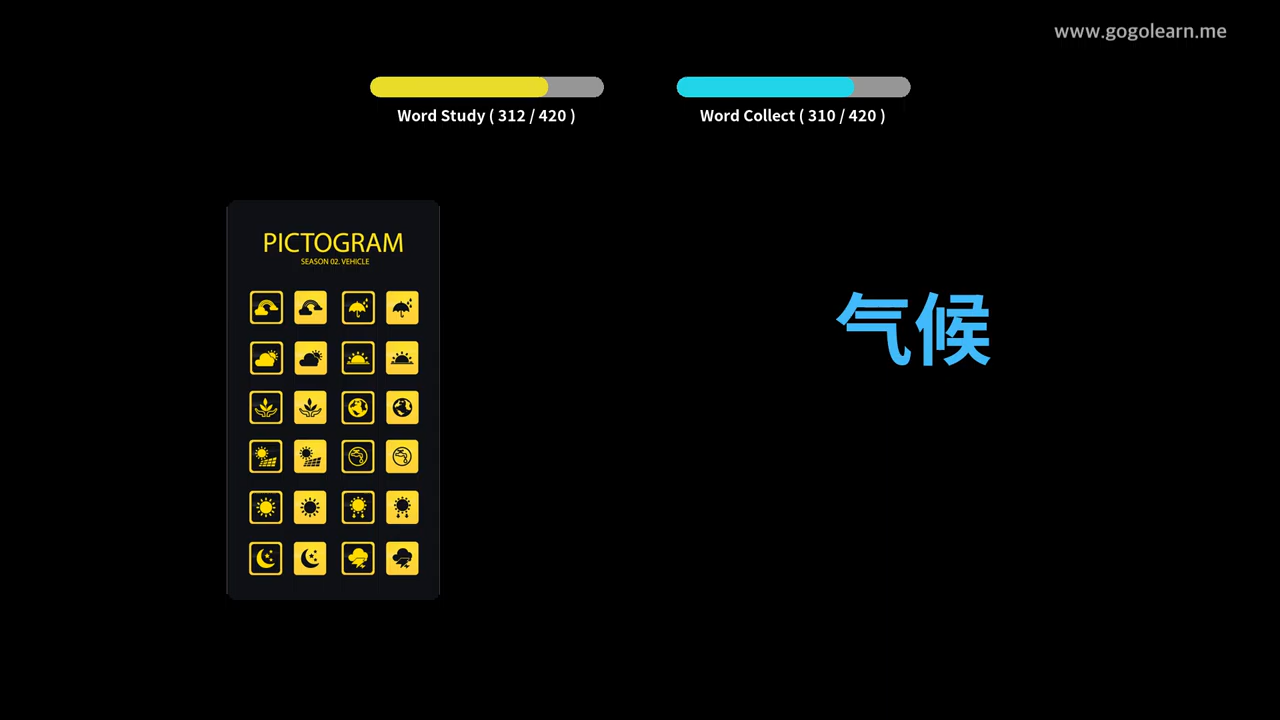 www.gogolearn.me
Word Study ( 312 / 420 )
Word Collect ( 310 / 420 )
PICTOGRAM
SEASON 02. VEHICLE
气候